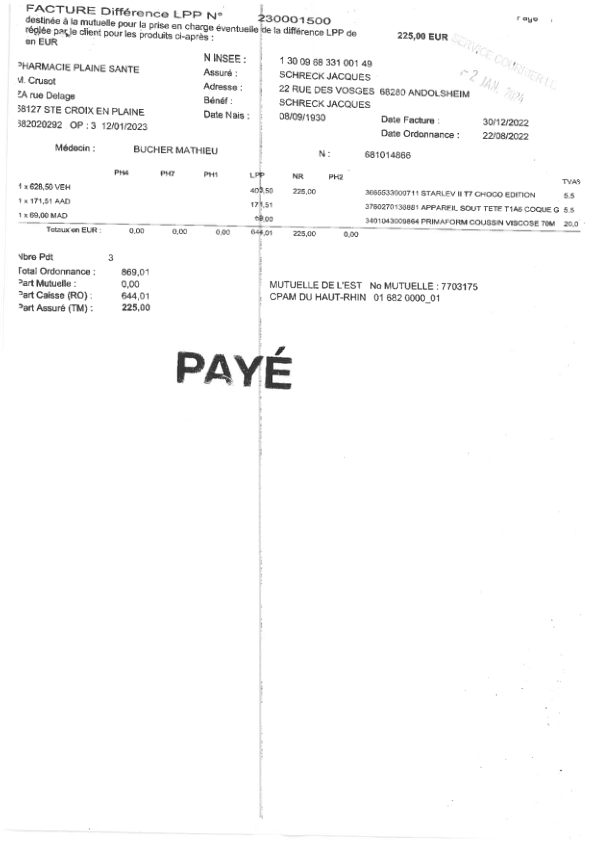 FACTURE Différence LPP N° 230001500
destinée à la mutuelle pour la prise en charge éventuelle de la différence LPP de 225,00 EUR
réglée par le client pour les produits ci-après :
en EUR
SERVICE COURRIER
2 JAN. 2024
PHARMACIE PLAINE SANTE
M. Crusot
ZA rue Delage
68127 STE CROIX EN PLAINE
682020292 OP : 3 12/01/2023
N INSEE : 1 30 09 68 331 001 49
Assuré : SCHRECK JACQUES
Adresse : 22 RUE DES VOSGES 68280 ANDOLSHEIM
Bénéf : SCHRECK JACQUES
Date Nais : 08/09/1930
Date Facture : 30/12/2022
Date Ordonnance : 22/08/2022
Médecin : BUCHER MATHIEU N : 681014866
PH4 PH7 PH1 LPP NR PH2 TVA5
1 x 628,50 VEH 403,50 225,00 3665533000711 STARLEV II T7 CHOCO EDITION 5.5
1 x 171,51 AAD 171,51 3760270138881 APPAREIL SOUT TETE T1A5 COQUE G 5.5
1 x 69,00 MAD 69,00 3401043009864 PRIMAFORM COUSSIN VISCOSE 70M 20,0
Totaux en EUR : 0,00 0,00 0,00 644,01 225,00 0,00
Nbre Pdt 3
Total Ordonnance : 869,01
Part Mutuelle : 0,00
Part Caisse (RO) : 644,01
Part Assuré (TM) : 225,00
MUTUELLE DE L'EST No MUTUELLE : 7703175
CPAM DU HAUT-RHIN 01 682 0000_01
PAYÉ